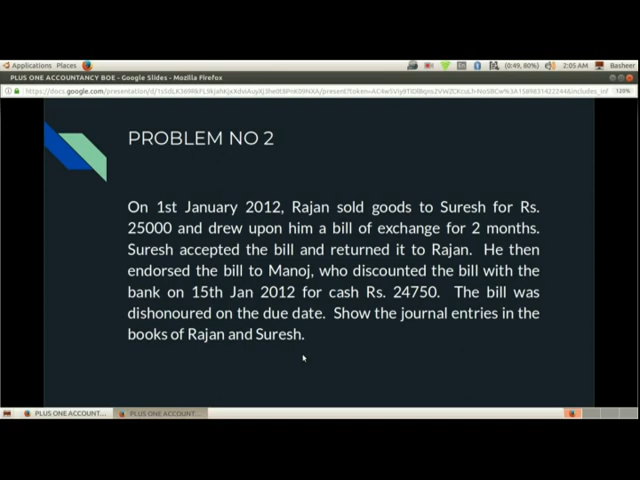 Applications Places (0:49, 80%) 2:05 AM Basheer
PLUS ONE ACCOUNTANCY BOE - Google Slides - Mozilla Firefox
120%
PROBLEM NO 2
On 1st January 2012, Rajan sold goods to Suresh for Rs.
25000 and drew upon him a bill of exchange for 2 months.
Suresh accepted the bill and returned it to Rajan. He then
endorsed the bill to Manoj, who discounted the bill with the
bank on 15th Jan 2012 for cash Rs. 24750. The bill was
dishonoured on the due date. Show the journal entries in the
books of Rajan and Suresh.
PLUS ONE ACCOUNT... PLUS ONE ACCOUNT...